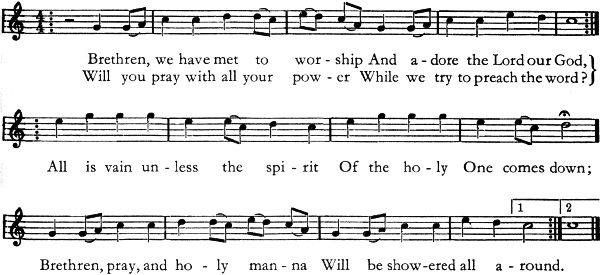 4
4
Brethren, we have met to wor - ship And a - dore the Lord our God,
Will you pray with all your pow - er While we try to preach the word?
All is vain un - less the spi - rit Of the ho - ly One comes down;
1 2
Brethren, pray, and ho - ly man - na Will be show-ered all a - round.